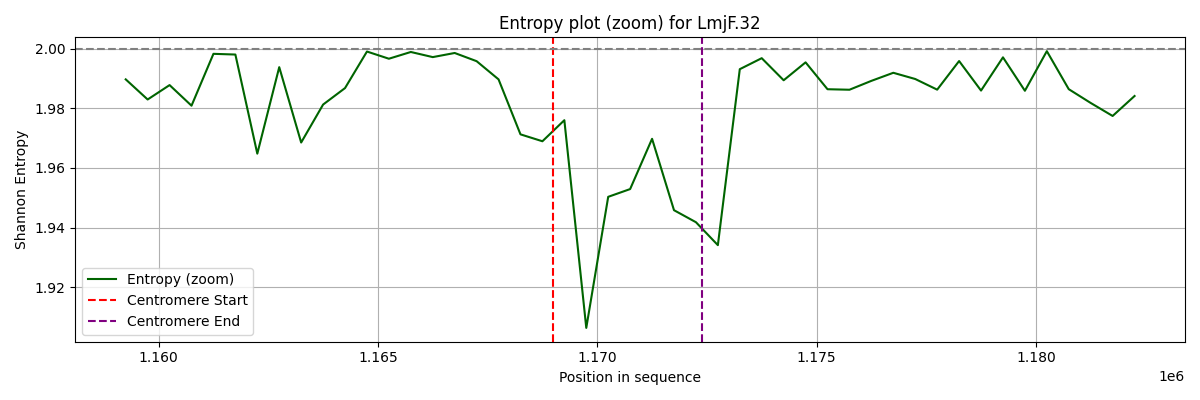 Entropy plot (zoom) for LmjF.32
Shannon Entropy
2.00
1.98
1.96
1.94
1.92
Entropy (zoom)
Centromere Start
Centromere End
1.160 1.165 1.170 1.175 1.180
1e6
Position in sequence